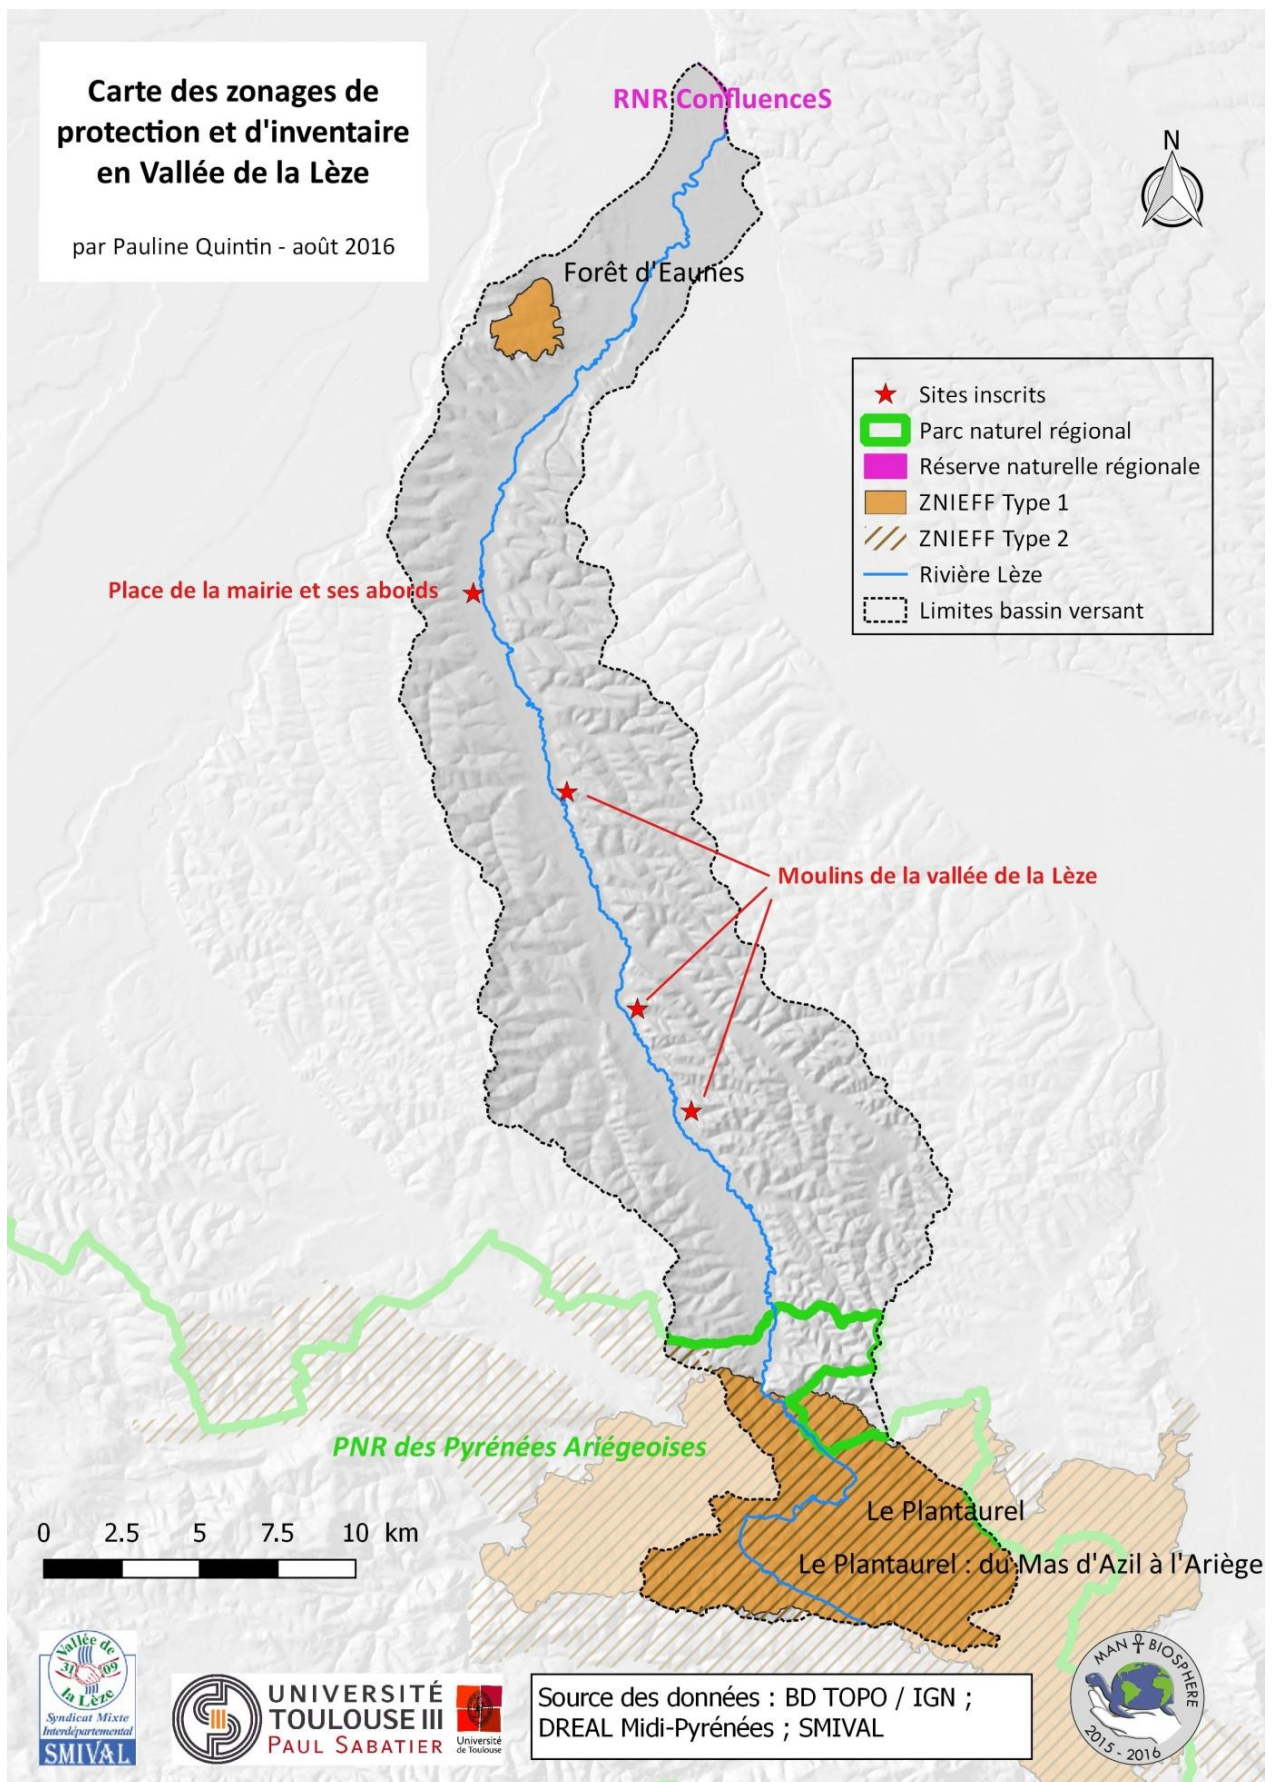 Carte des zonages de
protection et d'inventaire
en Vallée de la Lèze
par Pauline Quintin - août 2016
RNR ConfluenceS
N
Forêt d'Eaunes
Sites inscrits
Parc naturel régional
Réserve naturelle régionale
ZNIEFF Type 1
ZNIEFF Type 2
Rivière Lèze
Limites bassin versant
Place de la mairie et ses abords
Moulins de la vallée de la Lèze
PNR des Pyrénées Ariégeoises
Le Plantaurel
Le Plantaurel : du Mas d'Azil à l'Ariège
0 2.5 5 7.5 10 km
Vallée de
31 09
la Lèze
Syndicat Mixte
Interdépartemental
SMIVAL
UNIVERSITÉ
TOULOUSE III
PAUL SABATIER
Université
de Toulouse
Source des données : BD TOPO / IGN ;
DREAL Midi-Pyrénées ; SMIVAL
MAN BIOSPHERE
2015 - 2016